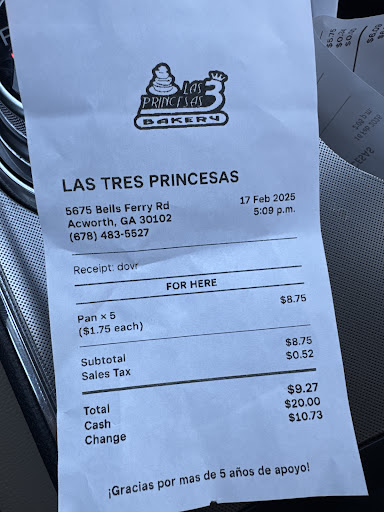 LAS 3
PRINCESAS
BAKERY
LAS TRES PRINCESAS
5675 Bells Ferry Rd
Acworth, GA 30102
(678) 483-5527
17 Feb 2025
5:09 p.m.
Receipt: dovr
FOR HERE
Pan × 5 $8.75
($1.75 each)
Subtotal $8.75
Sales Tax $0.52
Total $9.27
Cash $20.00
Change $10.73
¡Gracias por mas de 5 años de apoyo!